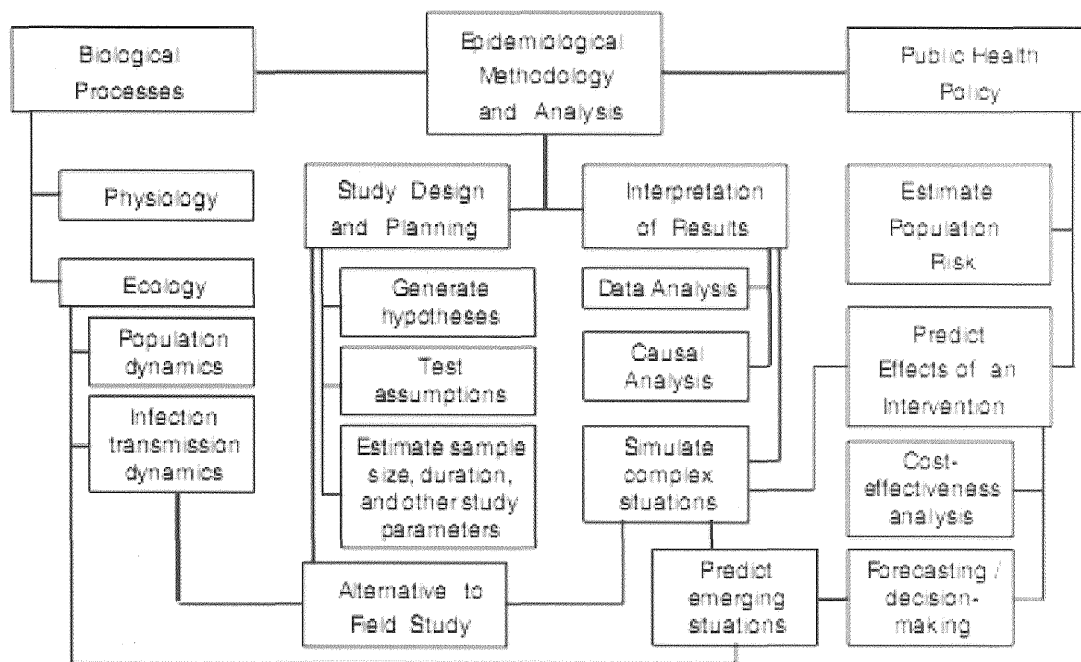 Biological
Processes
Epidemiological
Methodology
and Analysis
Public Health
Policy
Physiology
Ecology
Population
dynamics
Infection
transmission
dynamics
Study Design
and Planning
Generate
hypotheses
Test
assumptions
Estimate sample
size, duration,
and other study
parameters
Alternative to
Field Study
Interpretation
of Results
Data Analysis
Causal
Analysis
Simulate
complex
stuations
Predict
emerging
stuations
Estimate
Population
Risk
Predict
Effects of an
Intervention
Cost-
effectiveness
analysis
Forecasting /
decision-
making